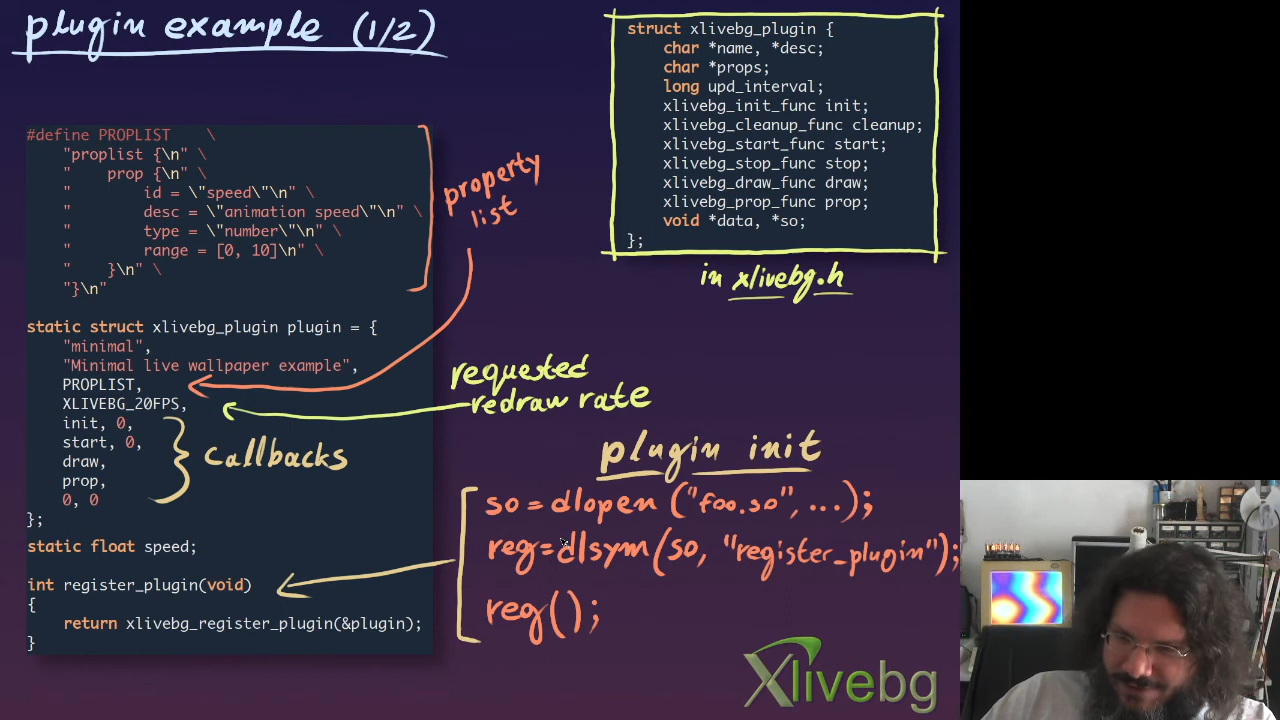 plugin example (1/2)
#define PROPLIST    \
    "proplist {\n" \
    "    prop {\n" \
    "        id = \"speed\"\n" \
    "        desc = \"animation speed\"\n" \
    "        type = \"number\"\n" \
    "        range = [0, 10]\n" \
    "    }\n" \
    "}\n"
property
list
static struct xlivebg_plugin plugin = {
    "minimal",
    "Minimal live wallpaper example",
    PROPLIST,
    XLIVEBG_20FPS,
    init, 0,
    start, 0,
    draw,
    prop,
    0, 0
};
callbacks
static float speed;
int register_plugin(void)
{
    return xlivebg_register_plugin(&plugin);
}
struct xlivebg_plugin {
    char *name, *desc;
    char *props;
    long upd_interval;
    xlivebg_init_func init;
    xlivebg_cleanup_func cleanup;
    xlivebg_start_func start;
    xlivebg_stop_func stop;
    xlivebg_draw_func draw;
    xlivebg_prop_func prop;
    void *data, *so;
};
in xlivebg.h
requested
redraw rate
plugin init
so = dlopen ("foo.so", ...);
reg=dlsym(so, "register_plugin");
reg();
Xlivebg